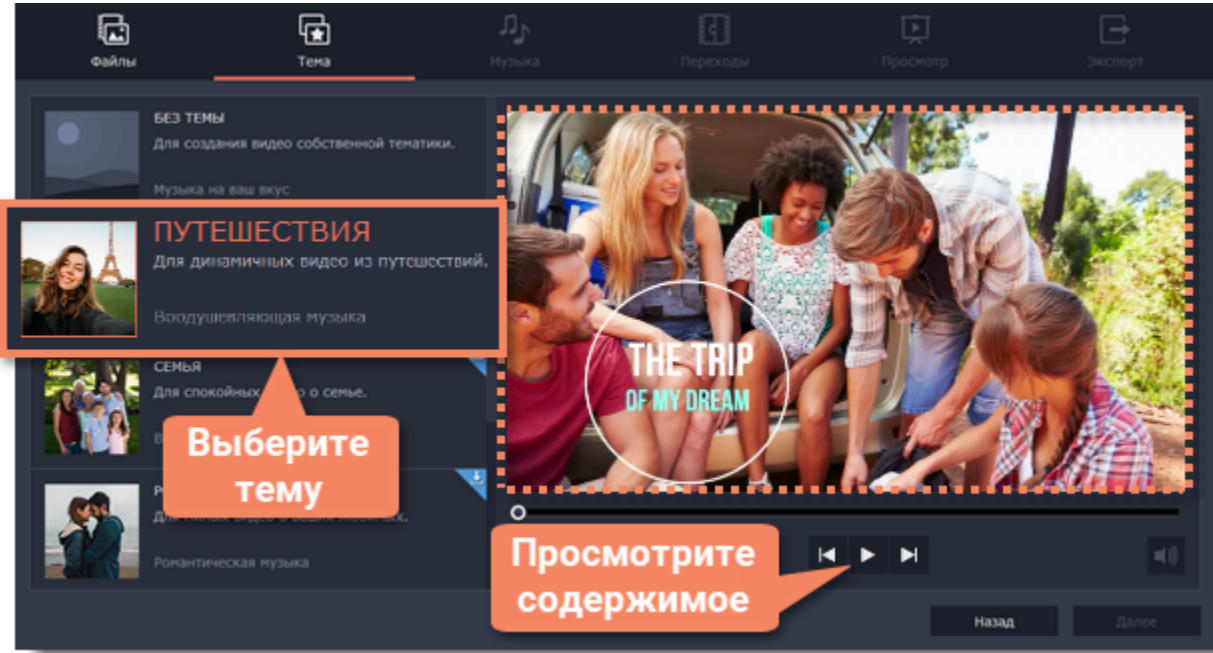 Файлы
Тема
Музыка
Переходы
Просмотр
Экспорт
БЕЗ ТЕМЫ
Для создания видео собственной тематики.
Музыка на ваш вкус
ПУТЕШЕСТВИЯ
Для динамичных видео из путешествий.
Воодушевляющая музыка
СЕМЬЯ
Для спокойных о семье.
Выберите
тему
Романтическая музыка
THE TRIP
OF MY DREAM
Просмотрите
содержимое
Назад
Далее